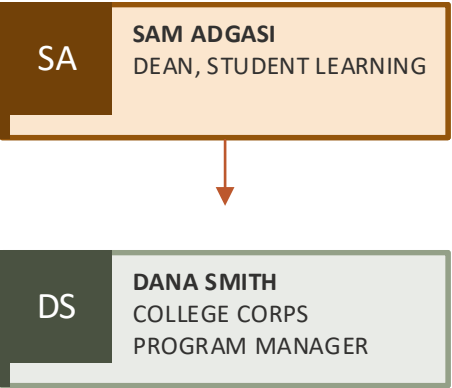 SA
SAM ADGASI
DEAN, STUDENT LEARNING
DS
DANA SMITH
COLLEGE CORPS
PROGRAM MANAGER